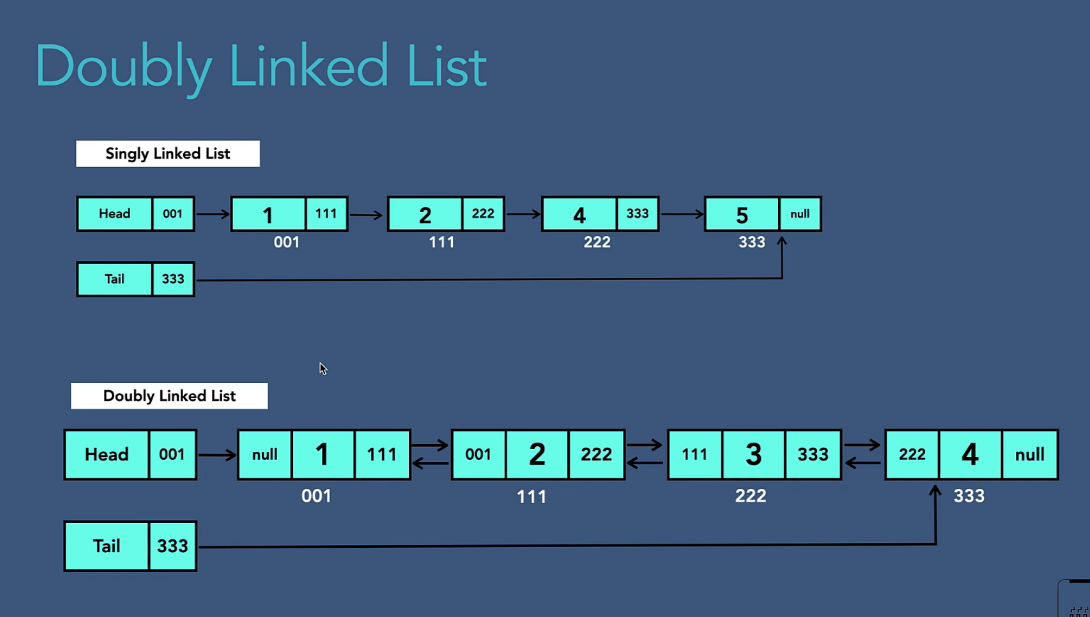 Doubly Linked List
Singly Linked List
Head 001 1 111 2 222 4 333 5 null
001 111 222 333
Tail 333
Doubly Linked List
Head 001 null 1 111 001 2 222 111 3 333 222 4 null
001 111 222 333
Tail 333